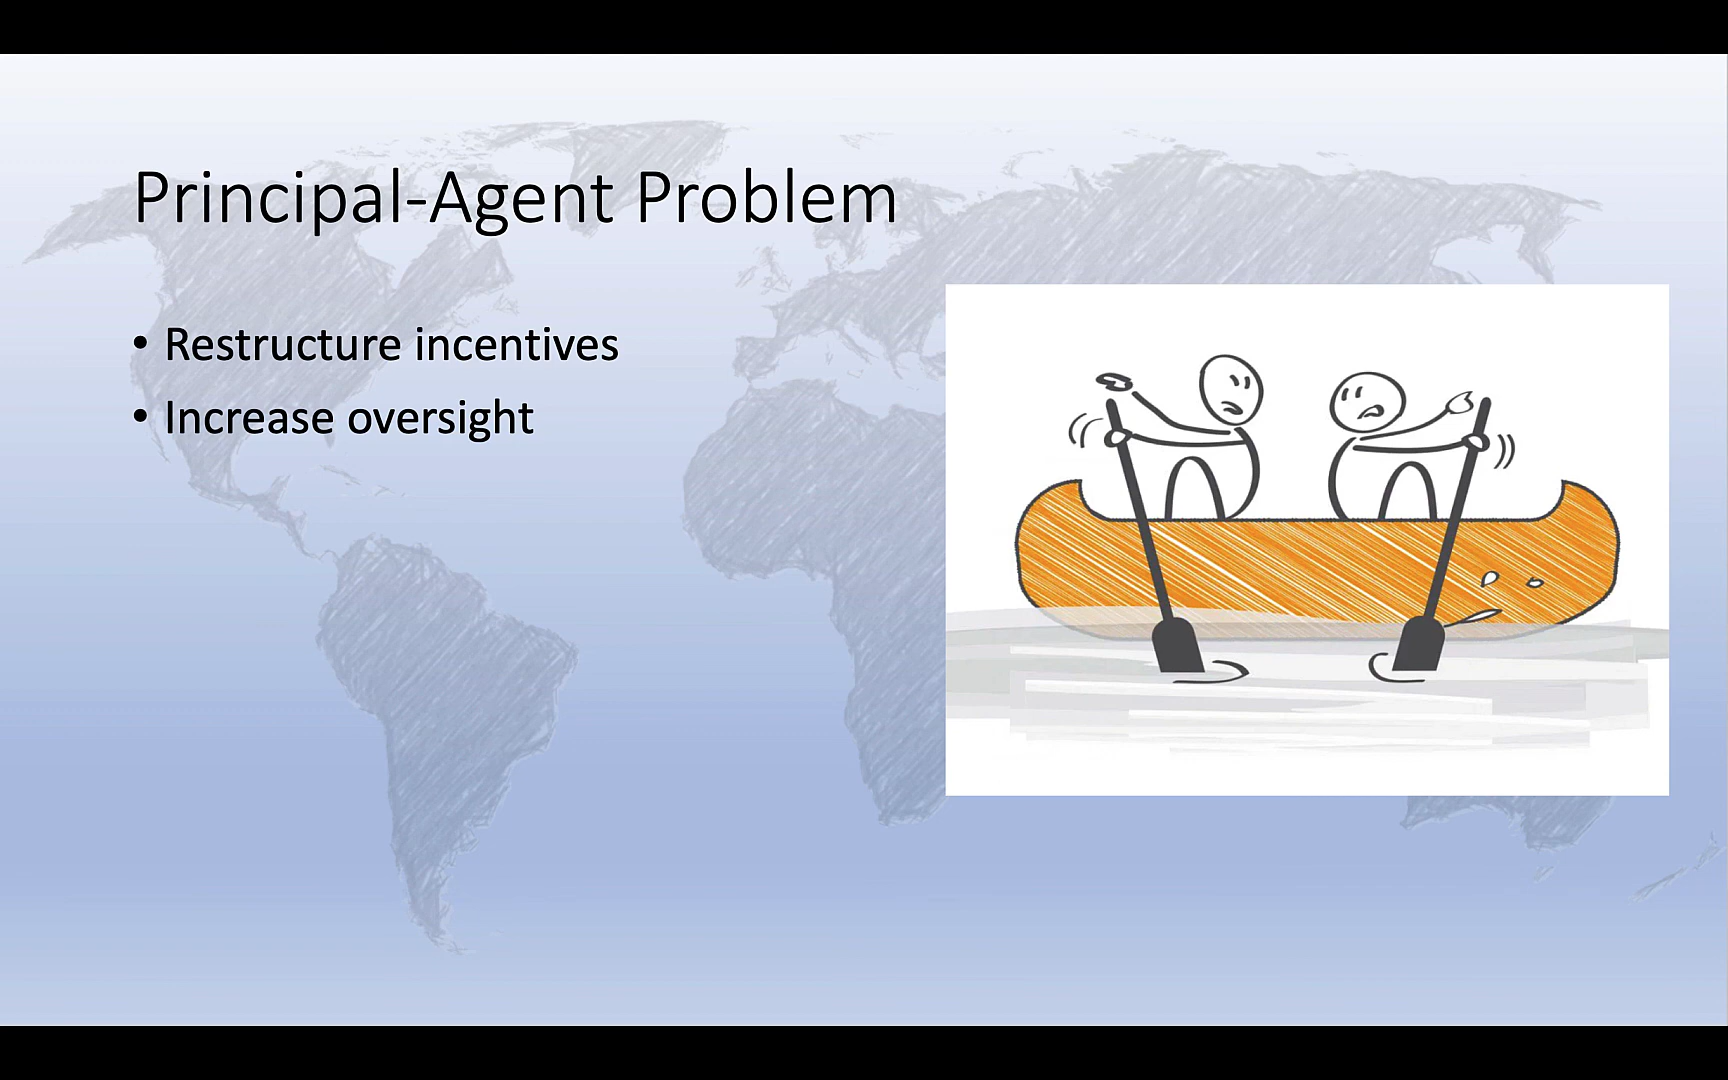 Principal-Agent Problem
• Restructure incentives
• Increase oversight